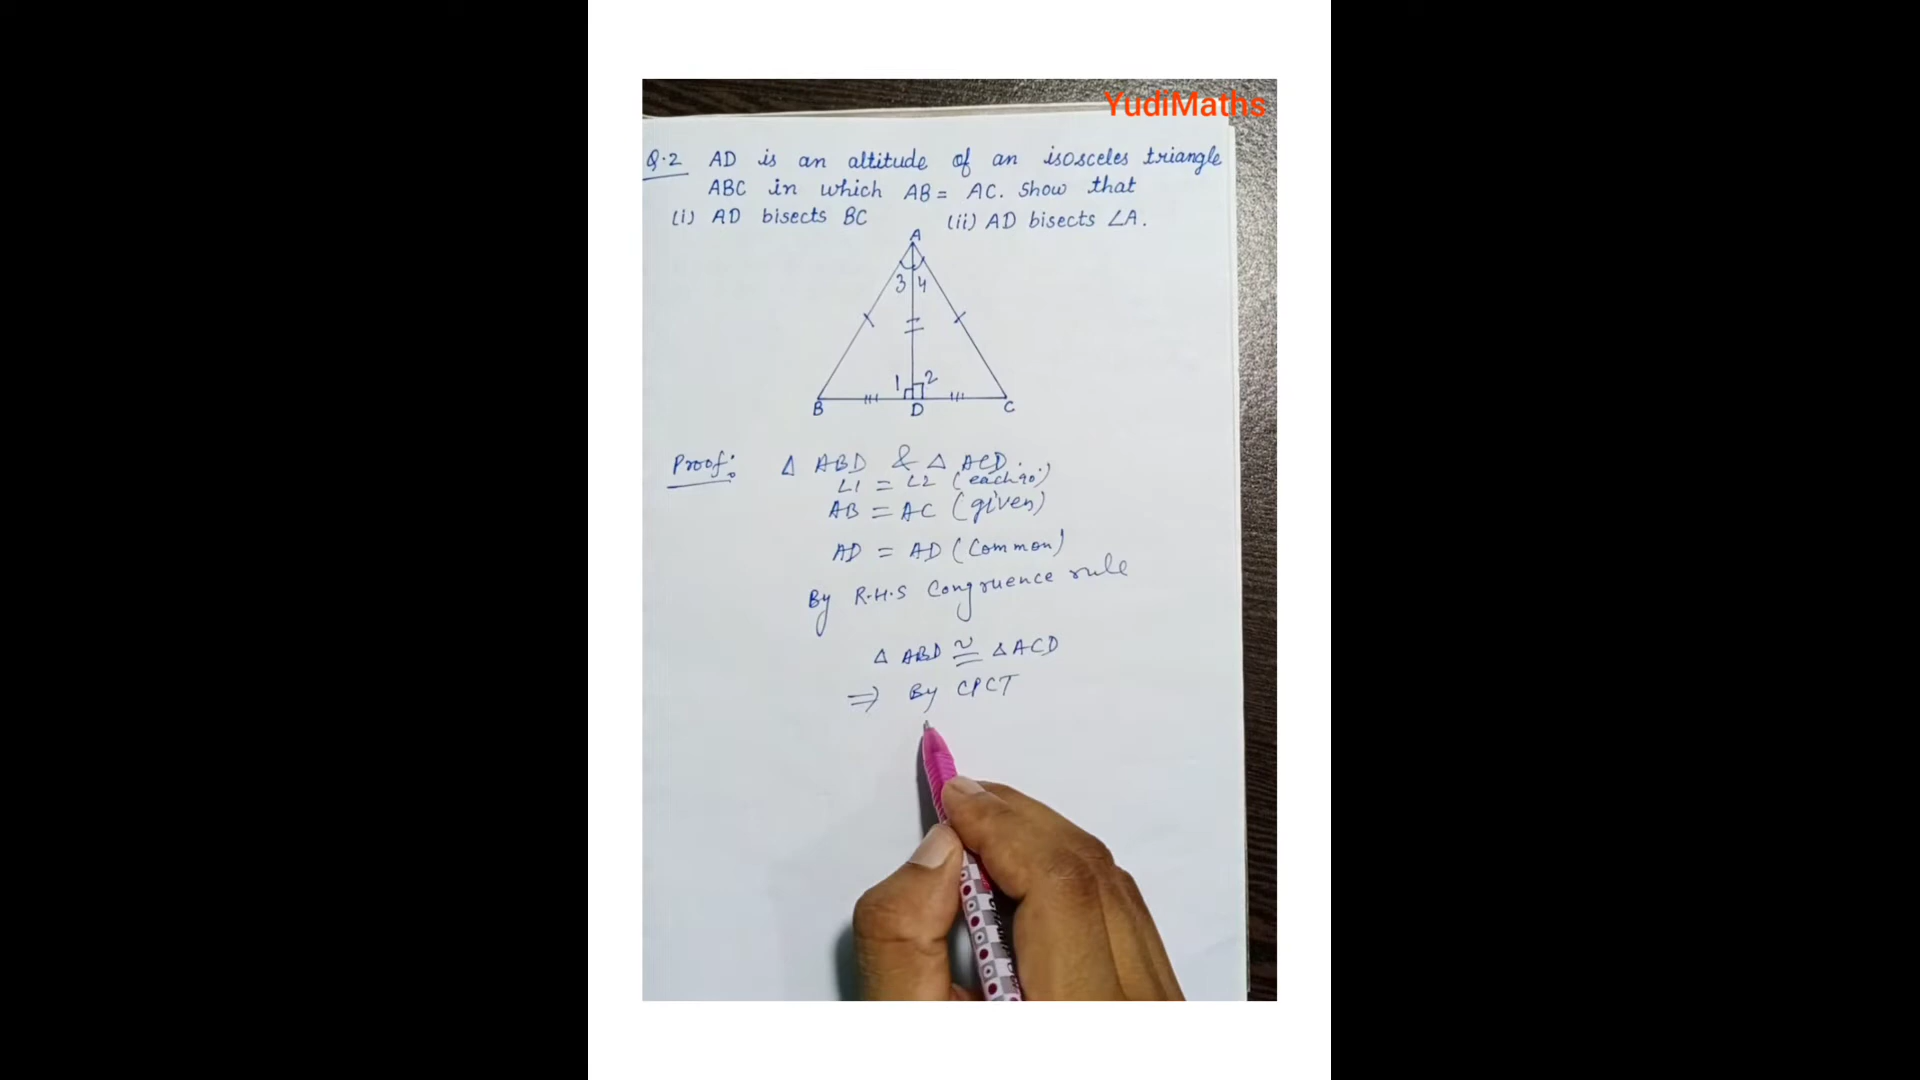 YudiMaths
Q.2 AD is an altitude of an isosceles triangle
ABC in which AB = AC. Show that
(i) AD bisects BC (ii) AD bisects ∠A.
A
3 4
1 2
B D C
Proof: Δ ABD & Δ ACD.
∠1 = ∠2 (each 90°)
AB = AC (given)
AD = AD (Common)
By R.H.S Congruence rule
Δ ABD ≅ Δ ACD
⇒ By CPCT